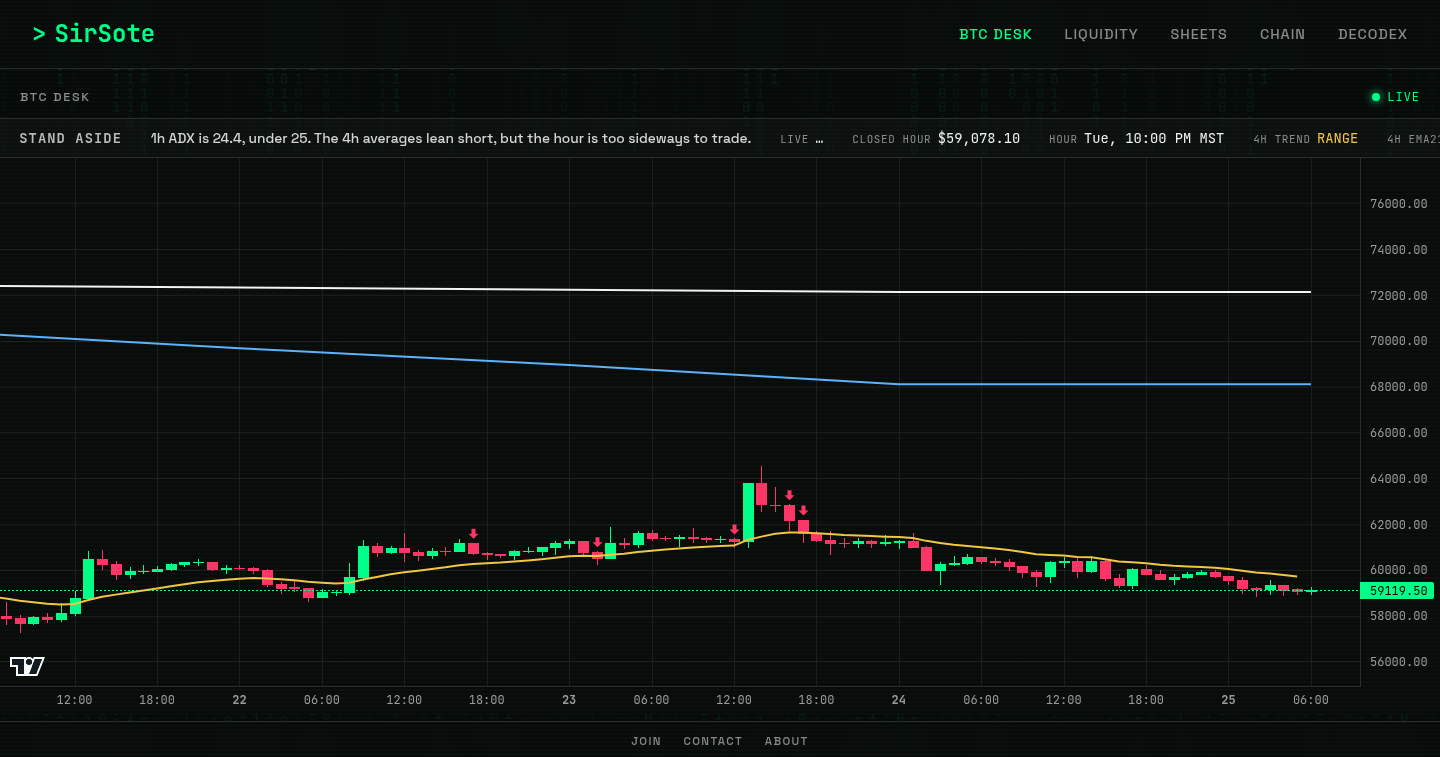 > SirSote
BTC DESK LIQUIDITY SHEETS CHAIN DECODEX
BTC DESK
LIVE
STAND ASIDE 1h ADX is 24.4, under 25. The 4h averages lean short, but the hour is too sideways to trade. LIVE … CLOSED HOUR $59,078.10 HOUR Tue, 10:00 PM MST 4H TREND RANGE 4H EMA21
76000.00
74000.00
72000.00
70000.00
68000.00
66000.00
64000.00
62000.00
60000.00
59119.50
58000.00
56000.00
12:00 18:00 22 06:00 12:00 18:00 23 06:00 12:00 18:00 24 06:00 12:00 18:00 25 06:00
JOIN CONTACT ABOUT